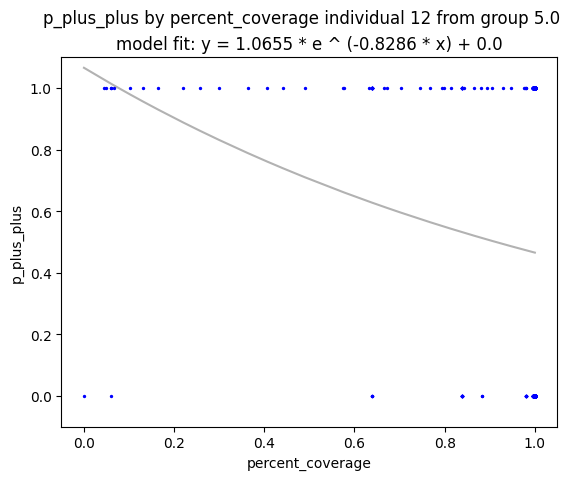 p_plus_plus by percent_coverage individual 12 from group 5.0
model fit: y = 1.0655 * e ^ (-0.8286 * x) + 0.0
1.0
0.8
0.6
0.4
0.2
0.0
p_plus_plus
0.0 0.2 0.4 0.6 0.8 1.0
percent_coverage